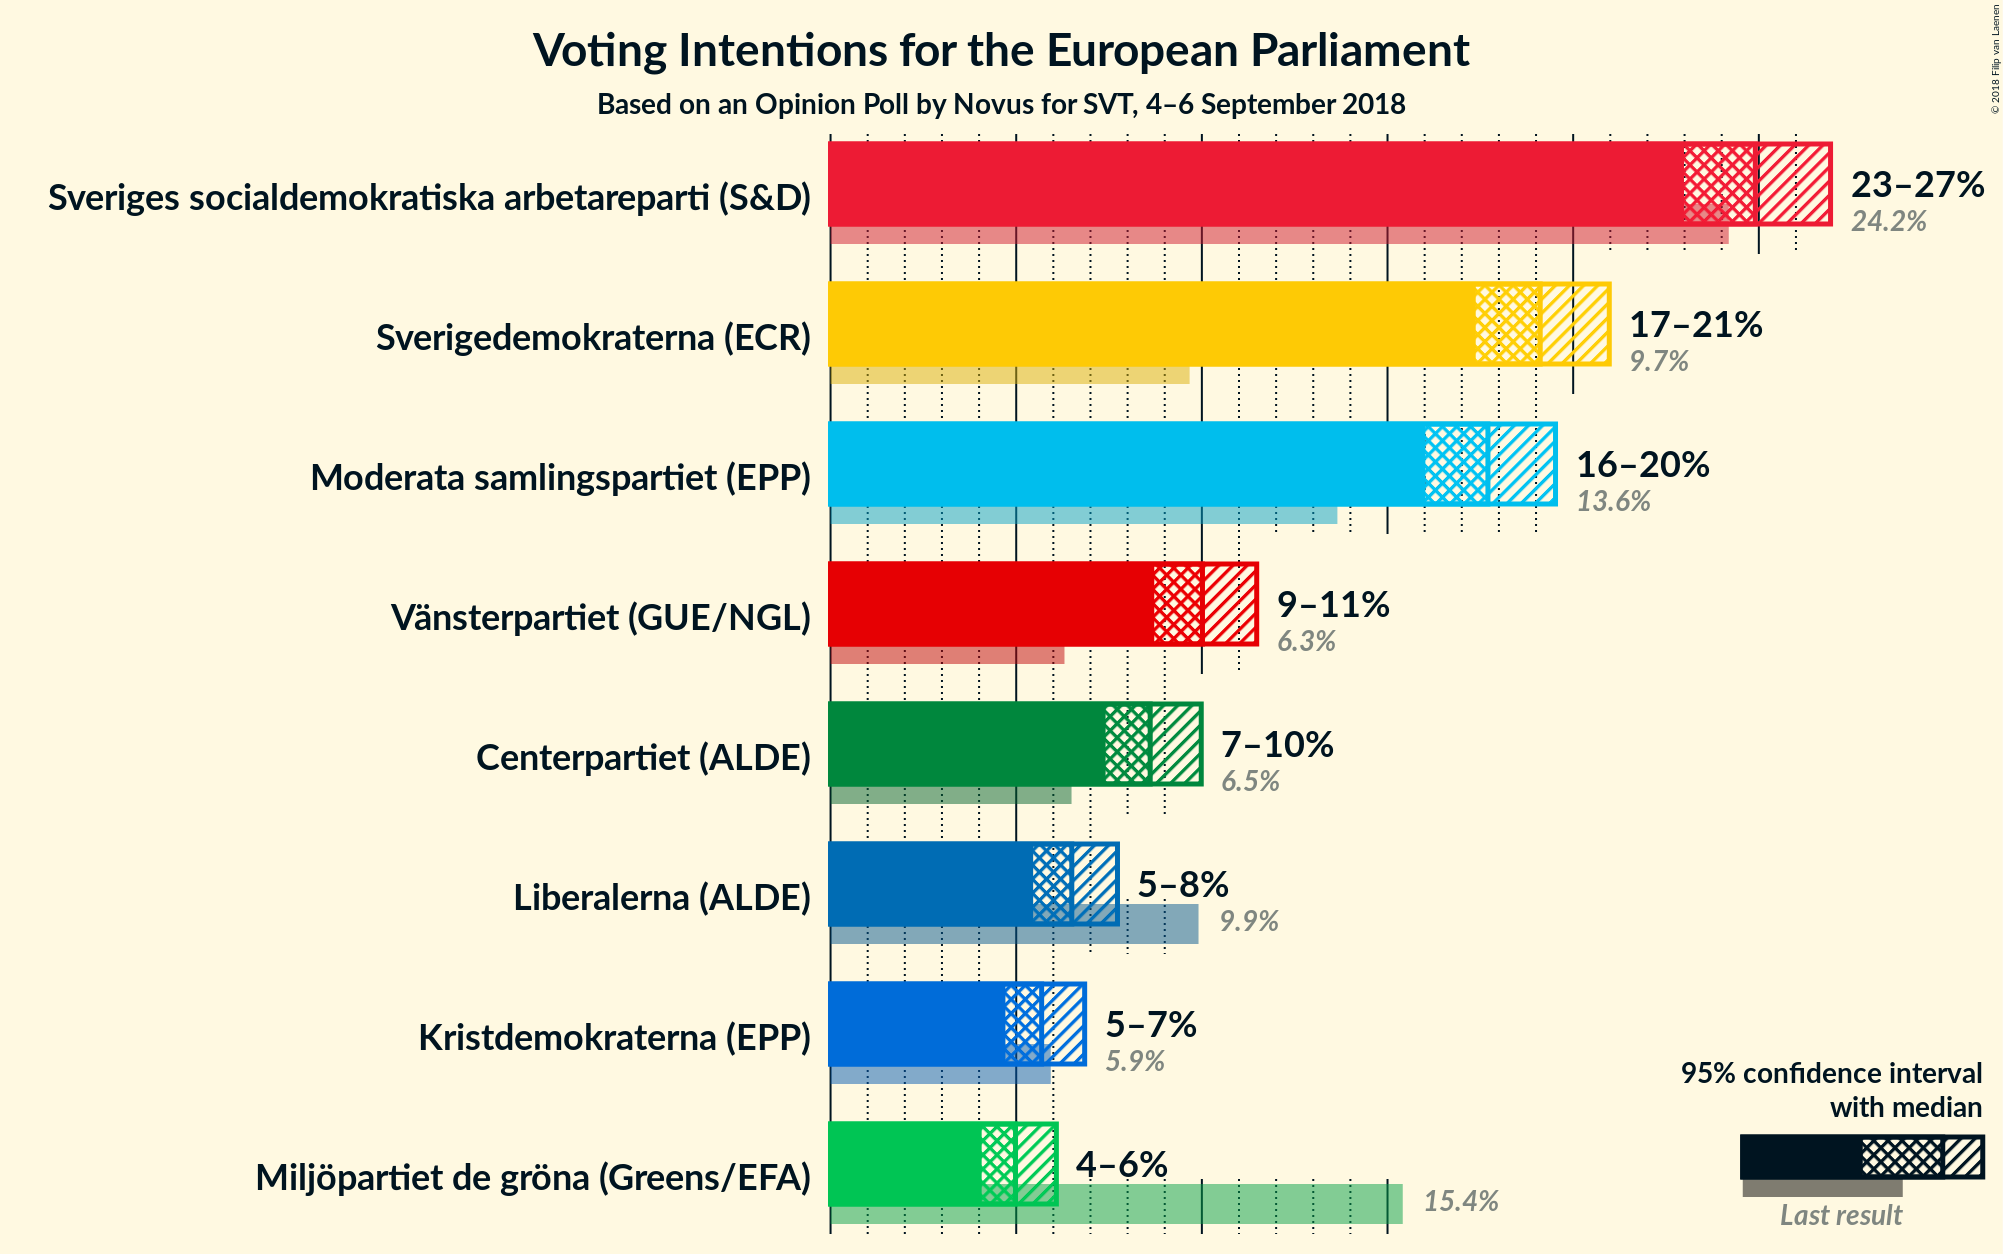 Voting Intentions for the European Parliament
Based on an Opinion Poll by Novus for SVT, 4–6 September 2018
© 2018 Filip van Laenen
Sveriges socialdemokratiska arbetareparti (S&D)
23–27%
24.2%
Sverigedemokraterna (ECR)
17–21%
9.7%
Moderata samlingspartiet (EPP)
16–20%
13.6%
Vänsterpartiet (GUE/NGL)
9–11%
6.3%
Centerpartiet (ALDE)
7–10%
6.5%
Liberalerna (ALDE)
5–8%
9.9%
Kristdemokraterna (EPP)
5–7%
5.9%
Miljöpartiet de gröna (Greens/EFA)
4–6%
15.4%
95% confidence interval
with median
Last result